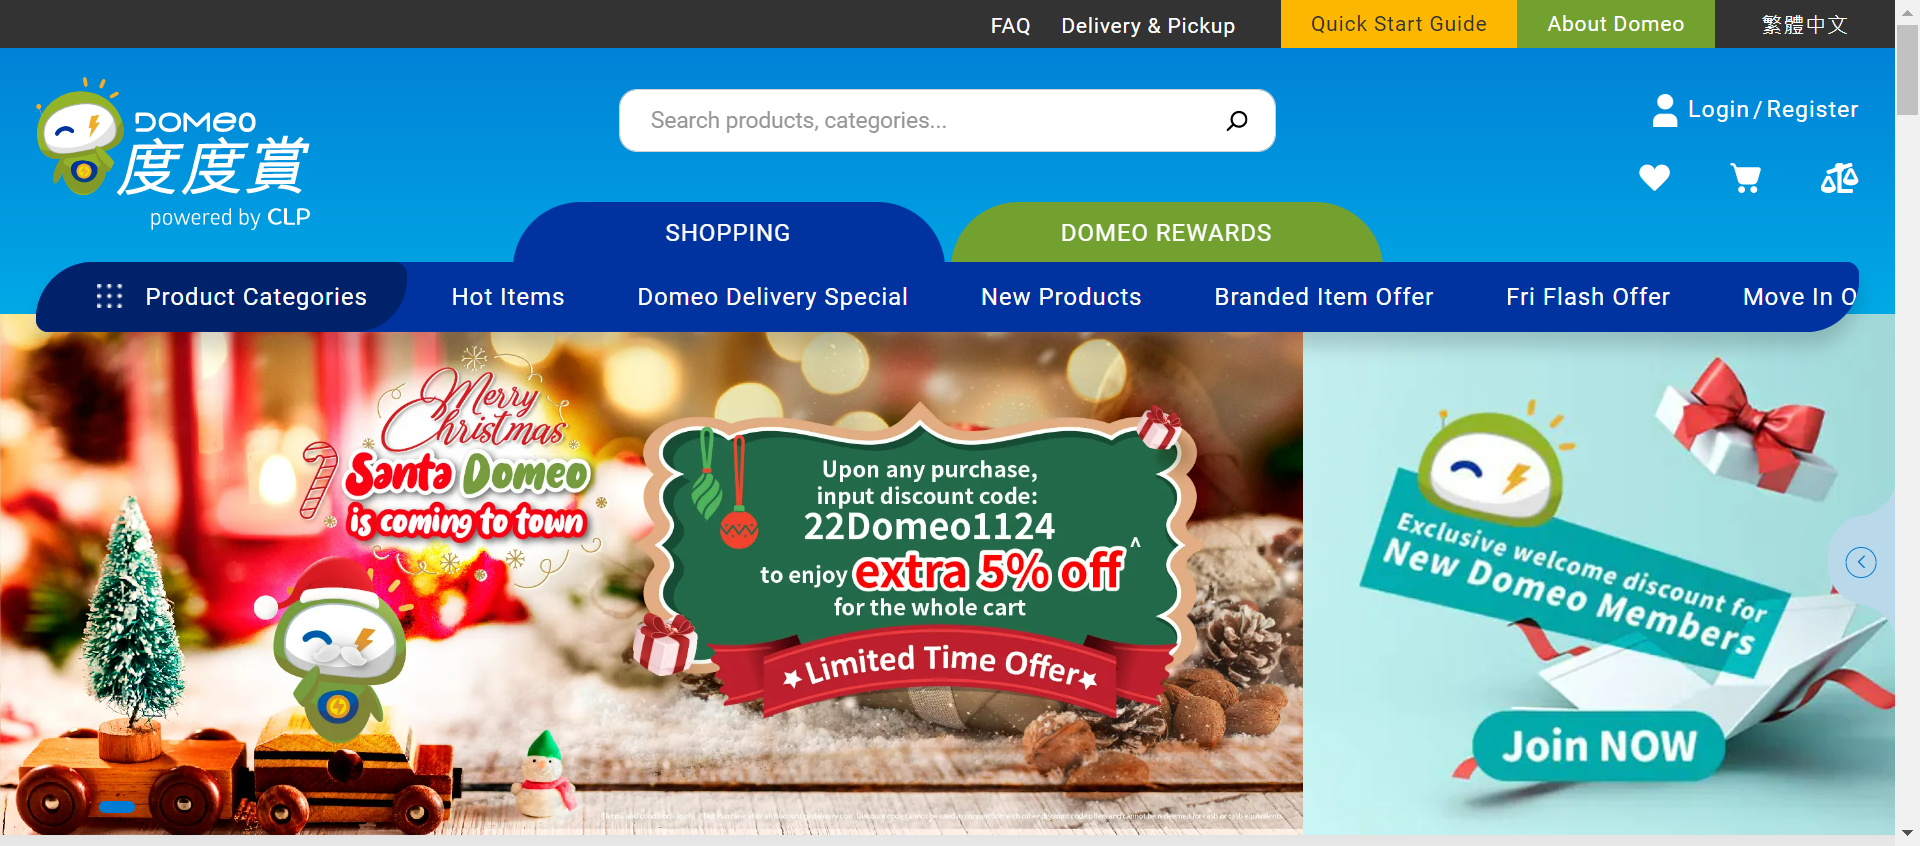 FAQ
Delivery & Pickup
Quick Start Guide
About Domeo
繁體中文
DOMEO
度度賞
powered by CLP
Search products, categories...
Login / Register
SHOPPING
DOMEO REWARDS
Product Categories
Hot Items
Domeo Delivery Special
New Products
Branded Item Offer
Fri Flash Offer
Move In O
Merry
Christmas
Santa Domeo
is coming to town
Upon any purchase,
input discount code:
22Domeo1124
to enjoy extra 5% off^
for the whole cart
Limited Time Offer
Exclusive welcome discount for
New Domeo Members
Join NOW